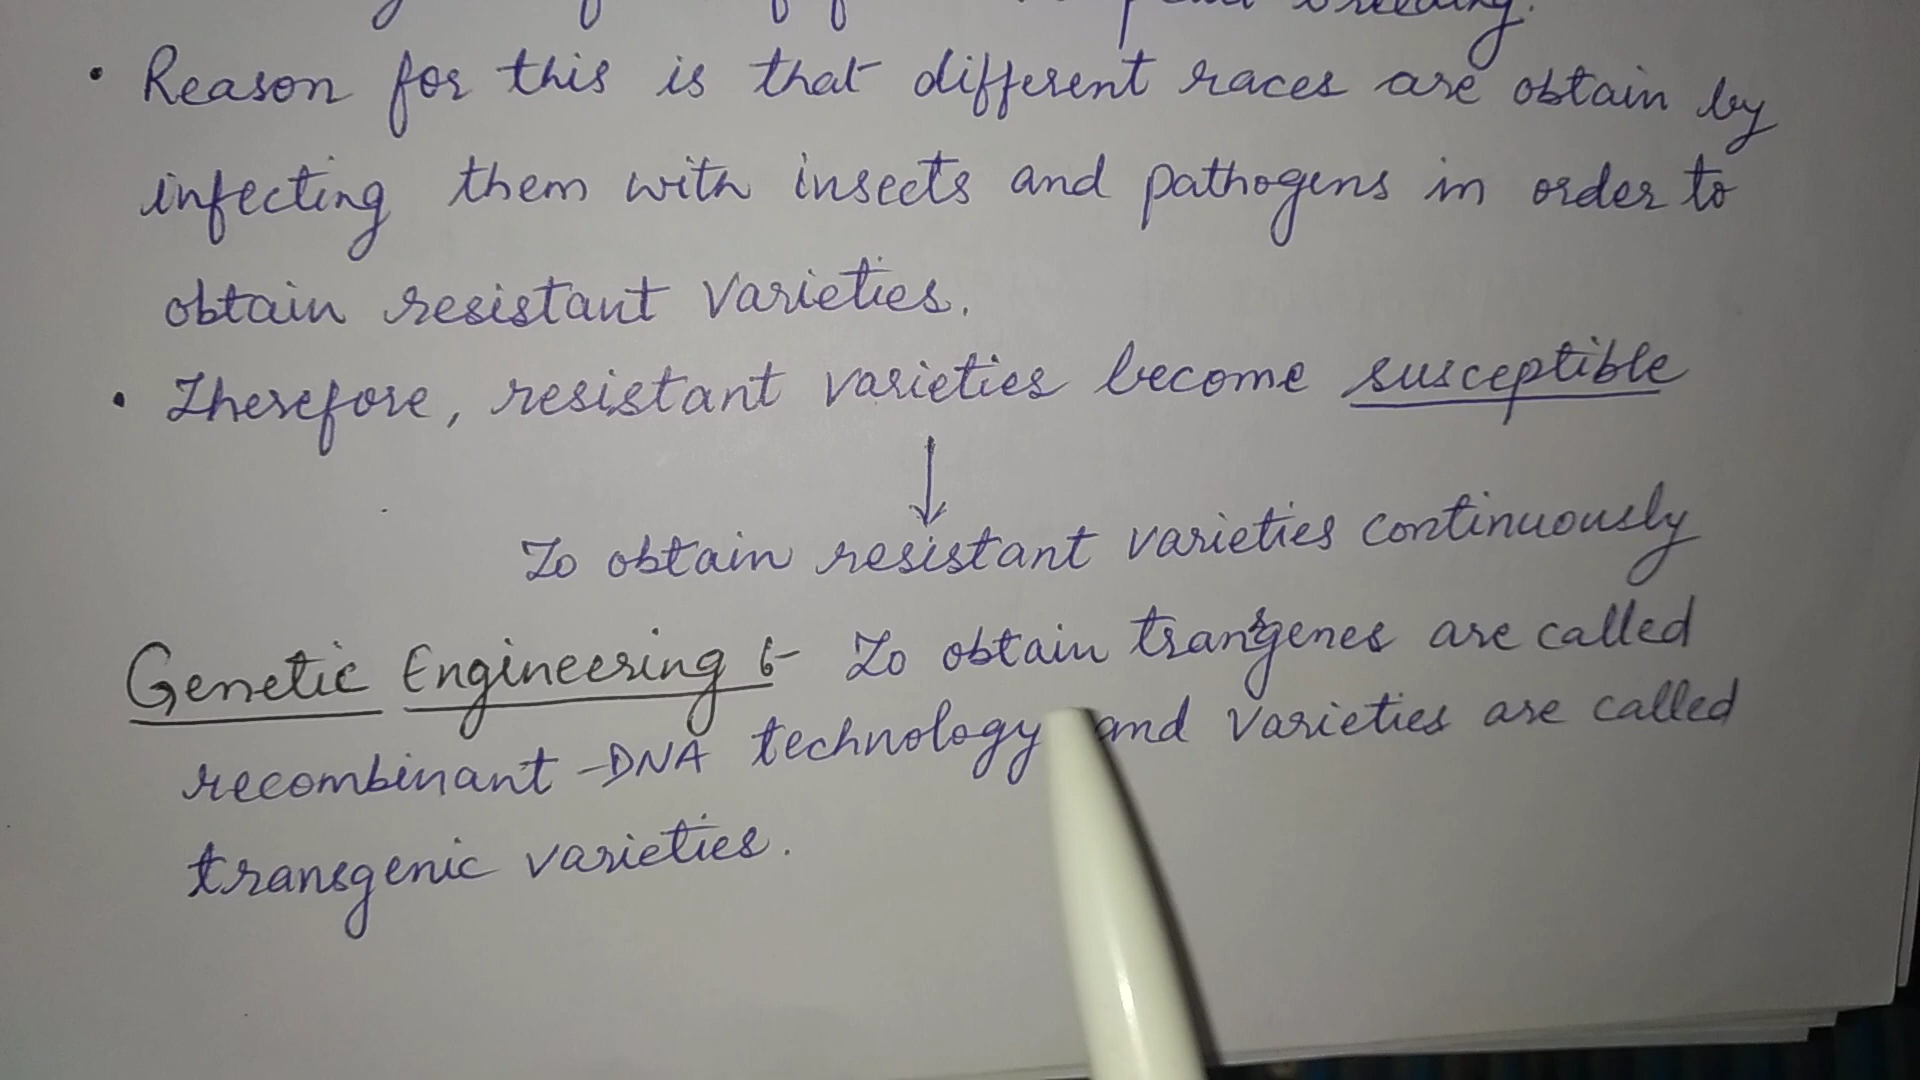 breeding.
• Reason for this is that different races are obtain by
infecting them with insects and pathogens in order to
obtain resistant varieties.
• Therefore, resistant varieties become susceptible
↓
To obtain resistant varieties continuously
Genetic Engineering :- To obtain transgenes are called
recombinant-DNA technology and varieties are called
transgenic varieties.